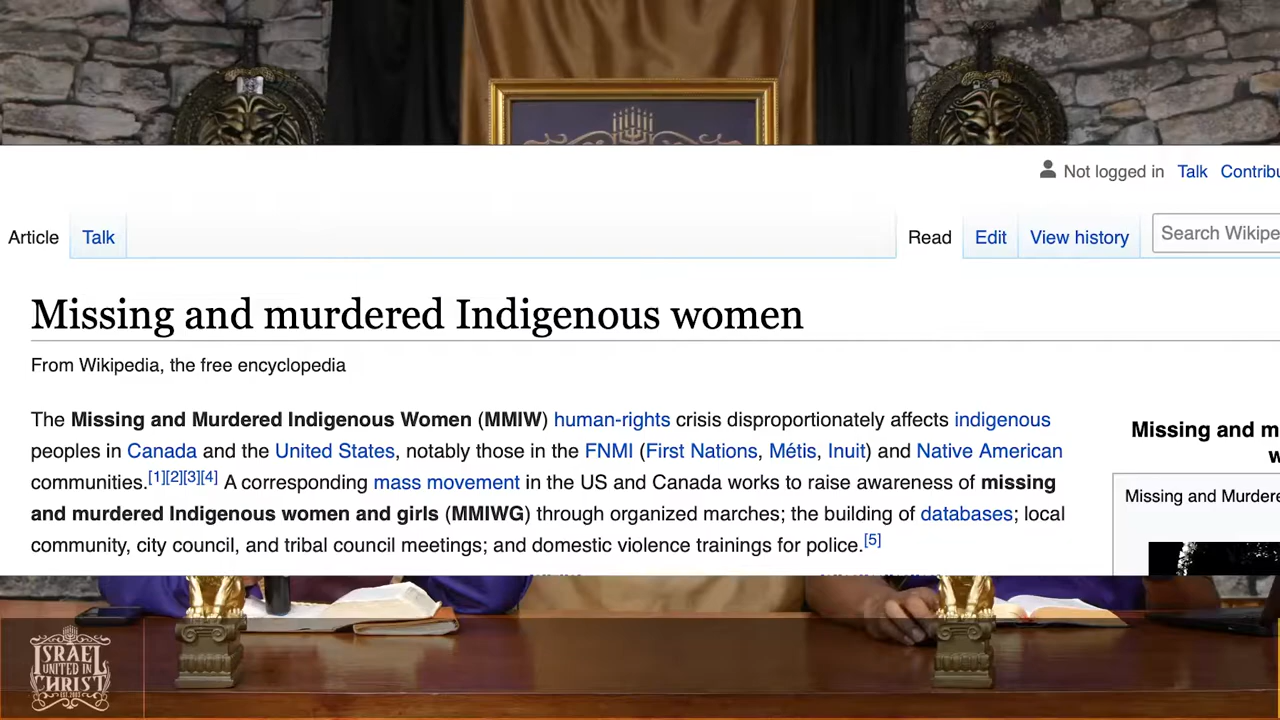 Not logged in Talk Contribu
Article Talk Read Edit View history Search Wikipe
Missing and murdered Indigenous women
From Wikipedia, the free encyclopedia
The Missing and Murdered Indigenous Women (MMIW) human-rights crisis disproportionately affects indigenous
peoples in Canada and the United States, notably those in the FNMI (First Nations, Métis, Inuit) and Native American
communities.[1][2][3][4] A corresponding mass movement in the US and Canada works to raise awareness of missing
and murdered Indigenous women and girls (MMIWG) through organized marches; the building of databases; local
community, city council, and tribal council meetings; and domestic violence trainings for police.[5]
Missing and m
w
Missing and Murdere
ISRAEL
UNITED IN
CHRIST
EST. 2003